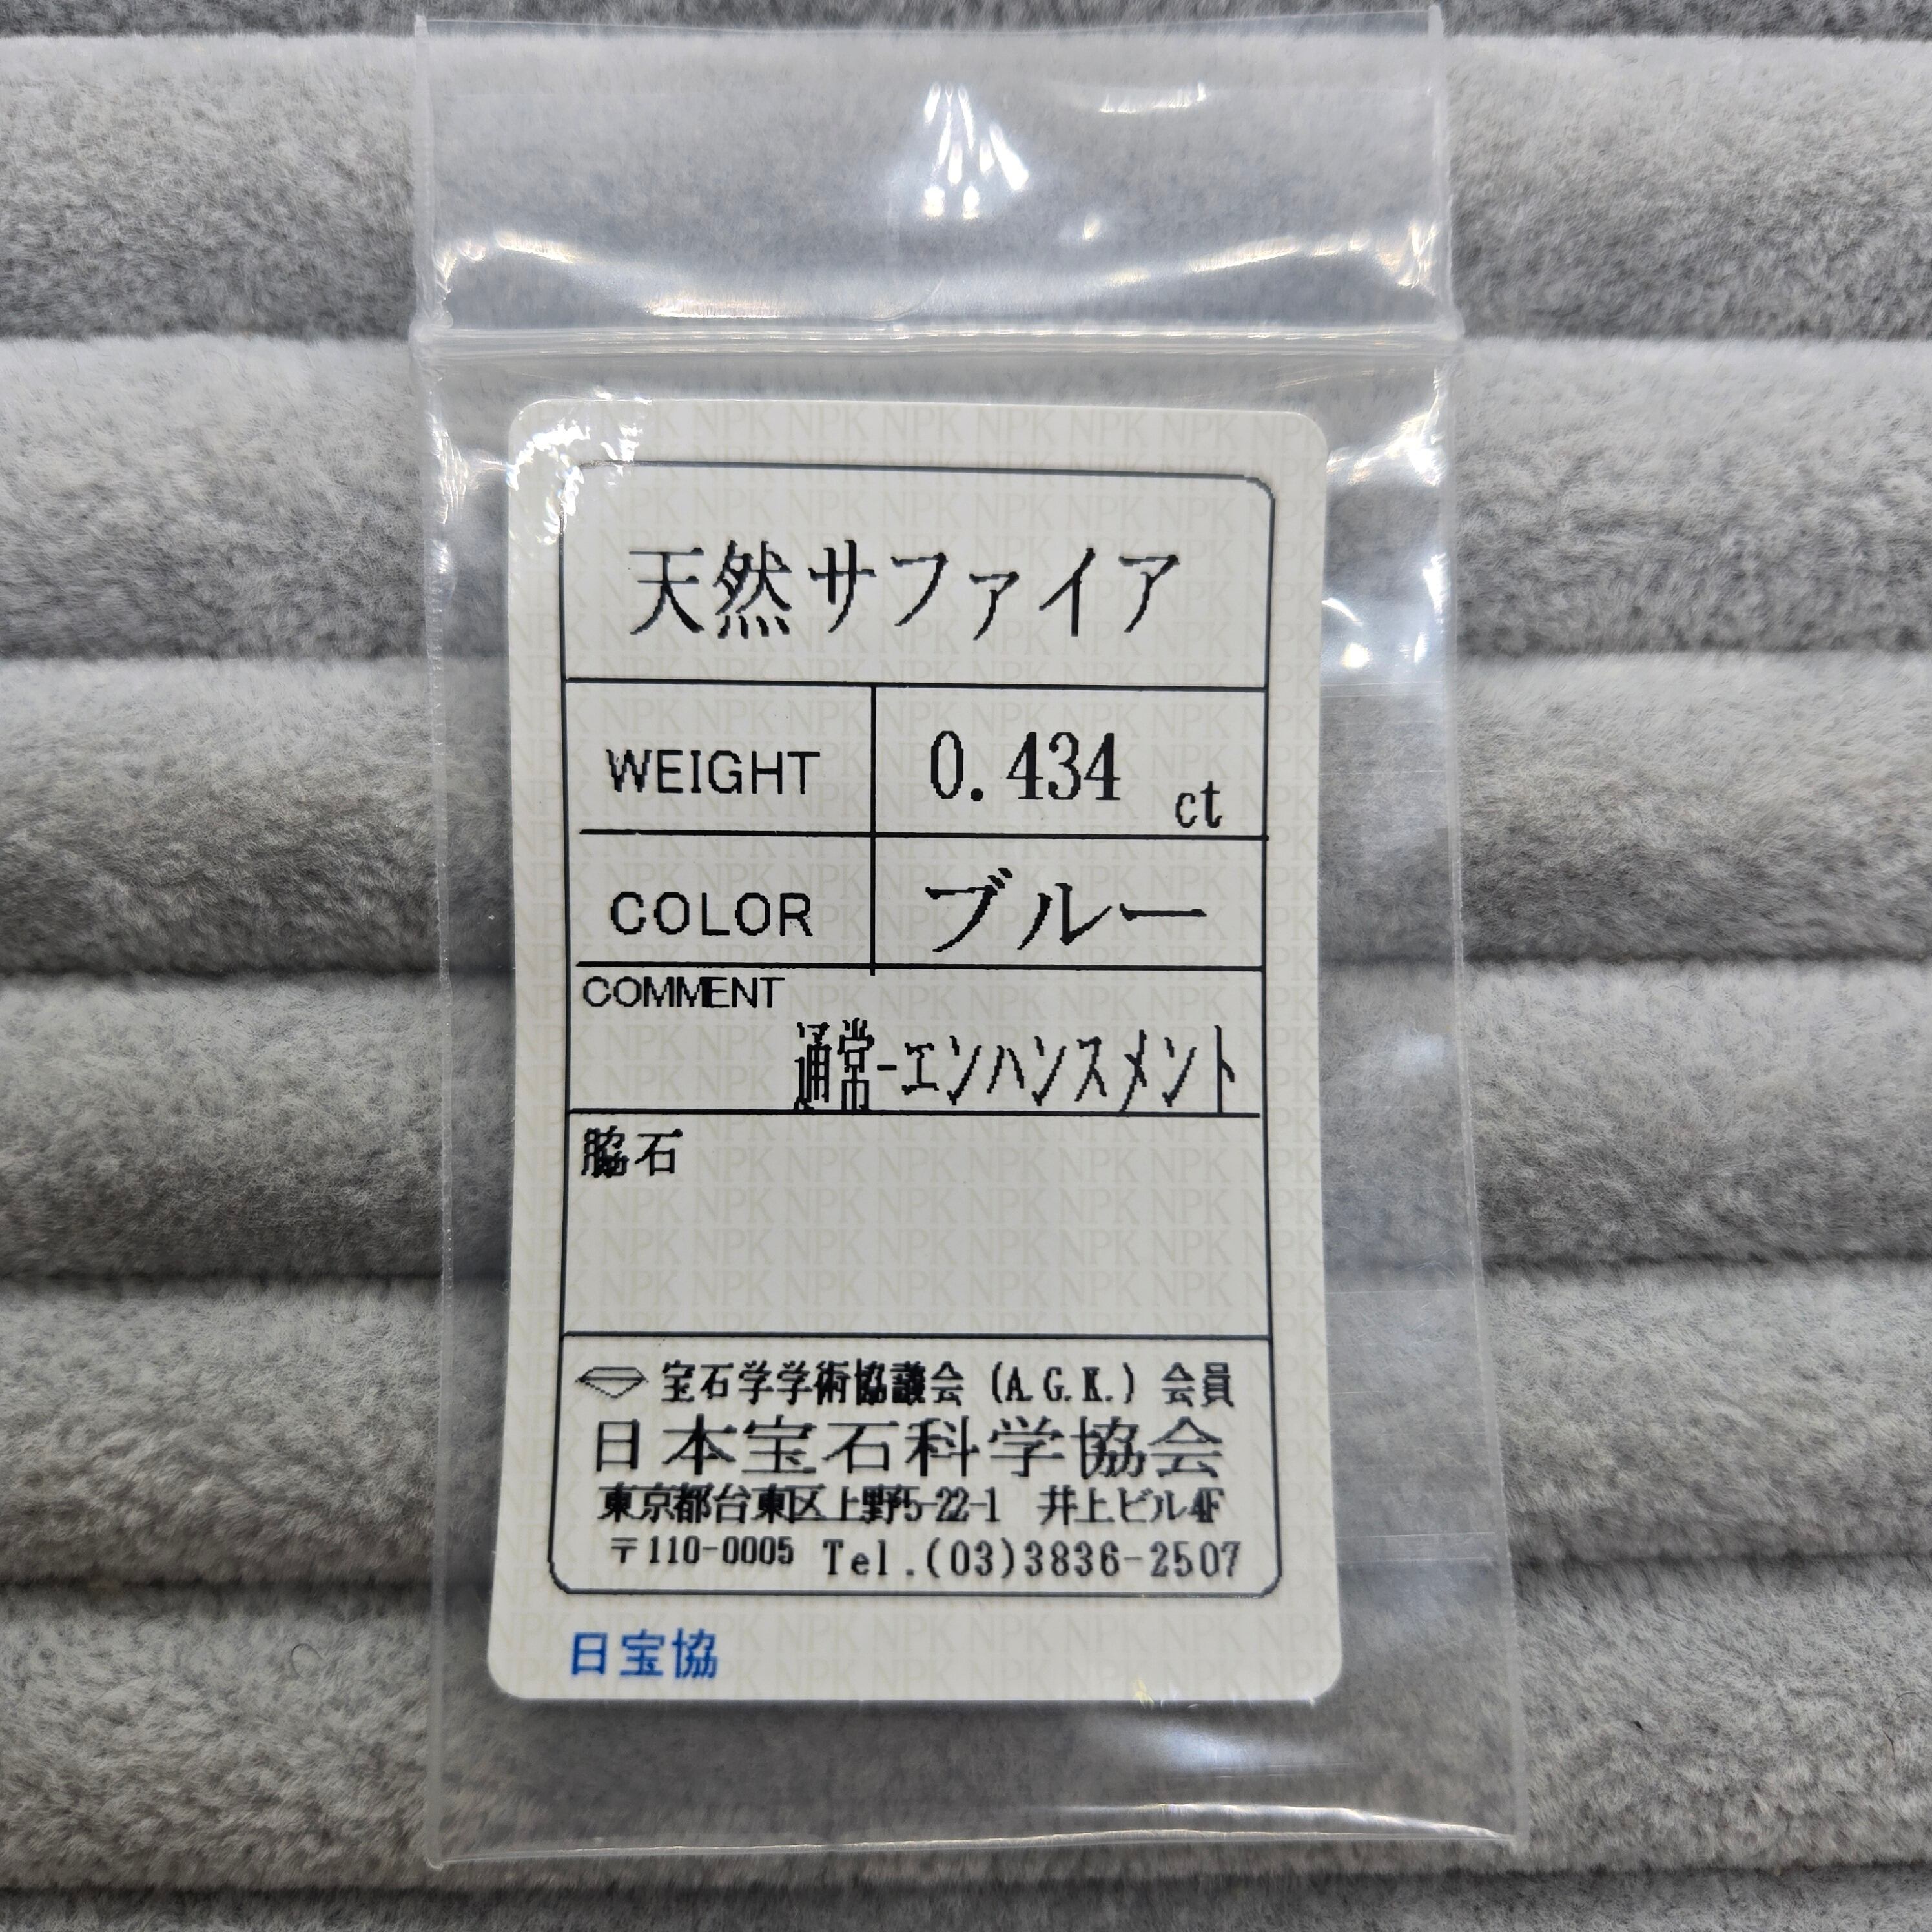 天然サファイア
WEIGHT 0.434 ct
COLOR ブルー
COMMENT
通常-エンハンスメント
脇石
宝石学学術協議会 (A.G.K.) 会員
日本宝石科学協会
東京都台東区上野5-22-1 井上ビル4F
〒110-0005 Tel.(03)3836-2507
日宝協